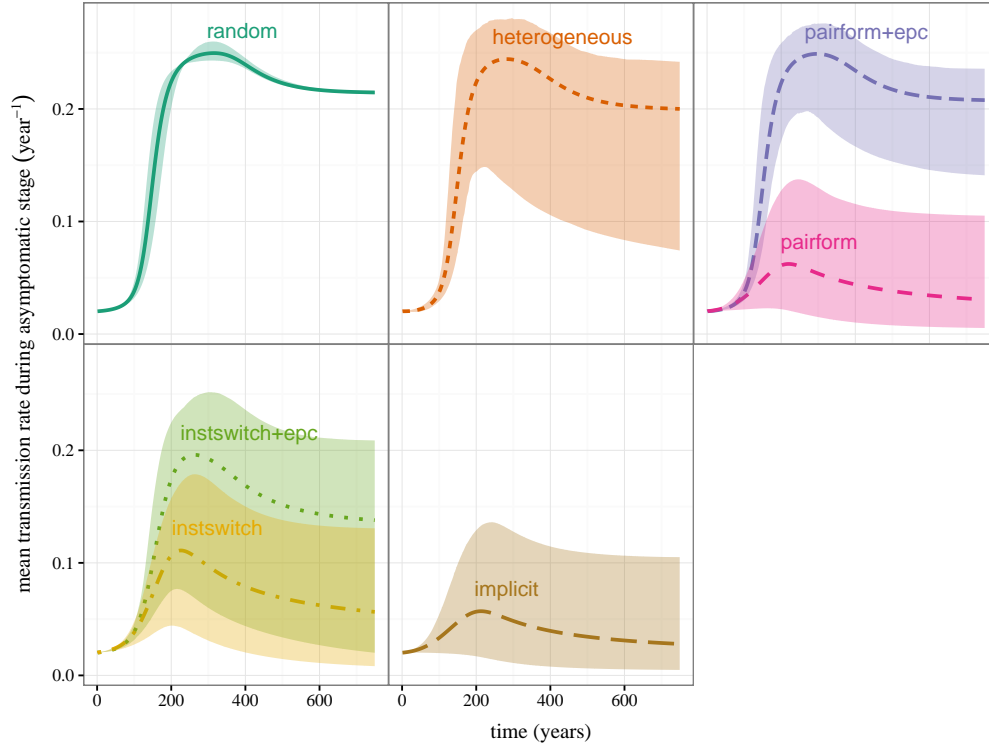 random
heterogeneous
pairform+epc
pairform
0.2
0.1
0.0
mean transmission rate during asymptomatic stage (year⁻¹)
instswitch+epc
instswitch
implicit
0.2
0.1
0.0
0 200 400 600
0 200 400 600
time (years)